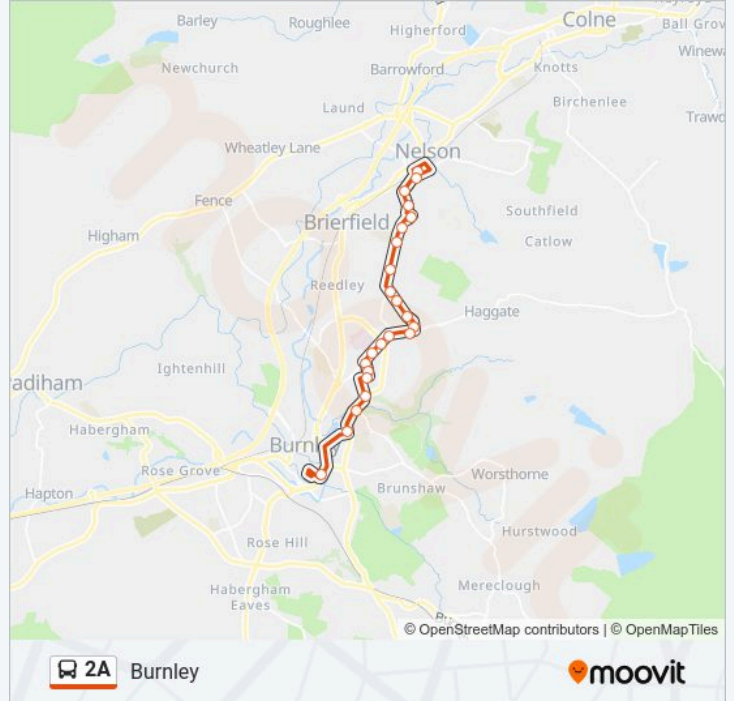 Barley
Roughlee
Colne
Higherford
Ball Grov
Winewa
Newchurch
Barrowford
Knotts
Laund
Birchenlee
Trawd
Wheatley Lane
Nelson
Fence
Southfield
Brierfield
Higham
Catlow
Reedley
Haggate
Ightenhill
adiham
Habergham
Burnl
Rose Grove
Worsthorne
Hapton
Brunshaw
Hurstwood
Rose Hill
Mereclough
Habergham
Eaves
© OpenStreetMap contributors | © OpenMapTiles
2A Burnley
moovit